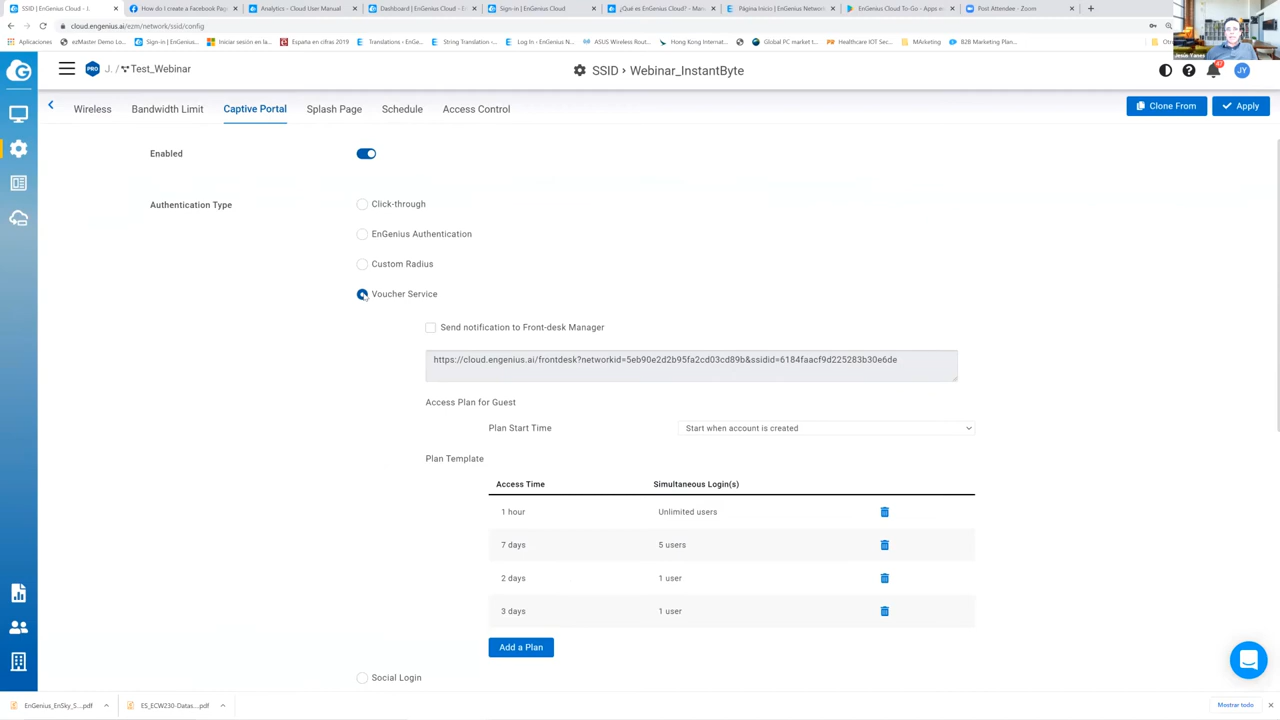 SSID | EnGenius Cloud - J.
How do I create a Facebook Page
Analytics - Cloud User Manual
Dashboard | EnGenius Cloud - E
Sign-in | EnGenius Cloud
¿Qué es EnGenius Cloud? - Man
Página Inicio | EnGenius Netwo
EnGenius Cloud To-Go - Apps e
Post Attendee - Zoom
cloud.engenius.ai/ezm/network/ssid/config
Aplicaciones
ezMaster Demo Lo...
Sign-in | EnGenius...
Iniciar sesión en la...
España en cifras 2019
Translations ‹ EnGe...
String Translation ‹...
Log In ‹ EnGenius N...
ASUS Wireless Rout...
Hong Kong Internat...
Global PC market t...
Healthcare IOT Sec...
MArketing
B2B Marketing Plan...
Jesús Yanes
PRO J. / Test_Webinar
SSID › Webinar_InstantByte
JY
Wireless
Bandwidth Limit
Captive Portal
Splash Page
Schedule
Access Control
Clone From
Apply
Enabled
Authentication Type
Click-through
EnGenius Authentication
Custom Radius
Voucher Service
Send notification to Front-desk Manager
https://cloud.engenius.ai/frontdesk?networkid=5eb90e2d2b95fa2cd03cd89b&ssidid=6184faacf9d225283b30e6de
Access Plan for Guest
Plan Start Time
Start when account is created
Plan Template
Access Time Simultaneous Login(s)
1 hour Unlimited users
7 days 5 users
2 days 1 user
3 days 1 user
Add a Plan
Social Login
EnGenius_EnSky_S....pdf
ES_ECW230-Datas....pdf
Mostrar todo